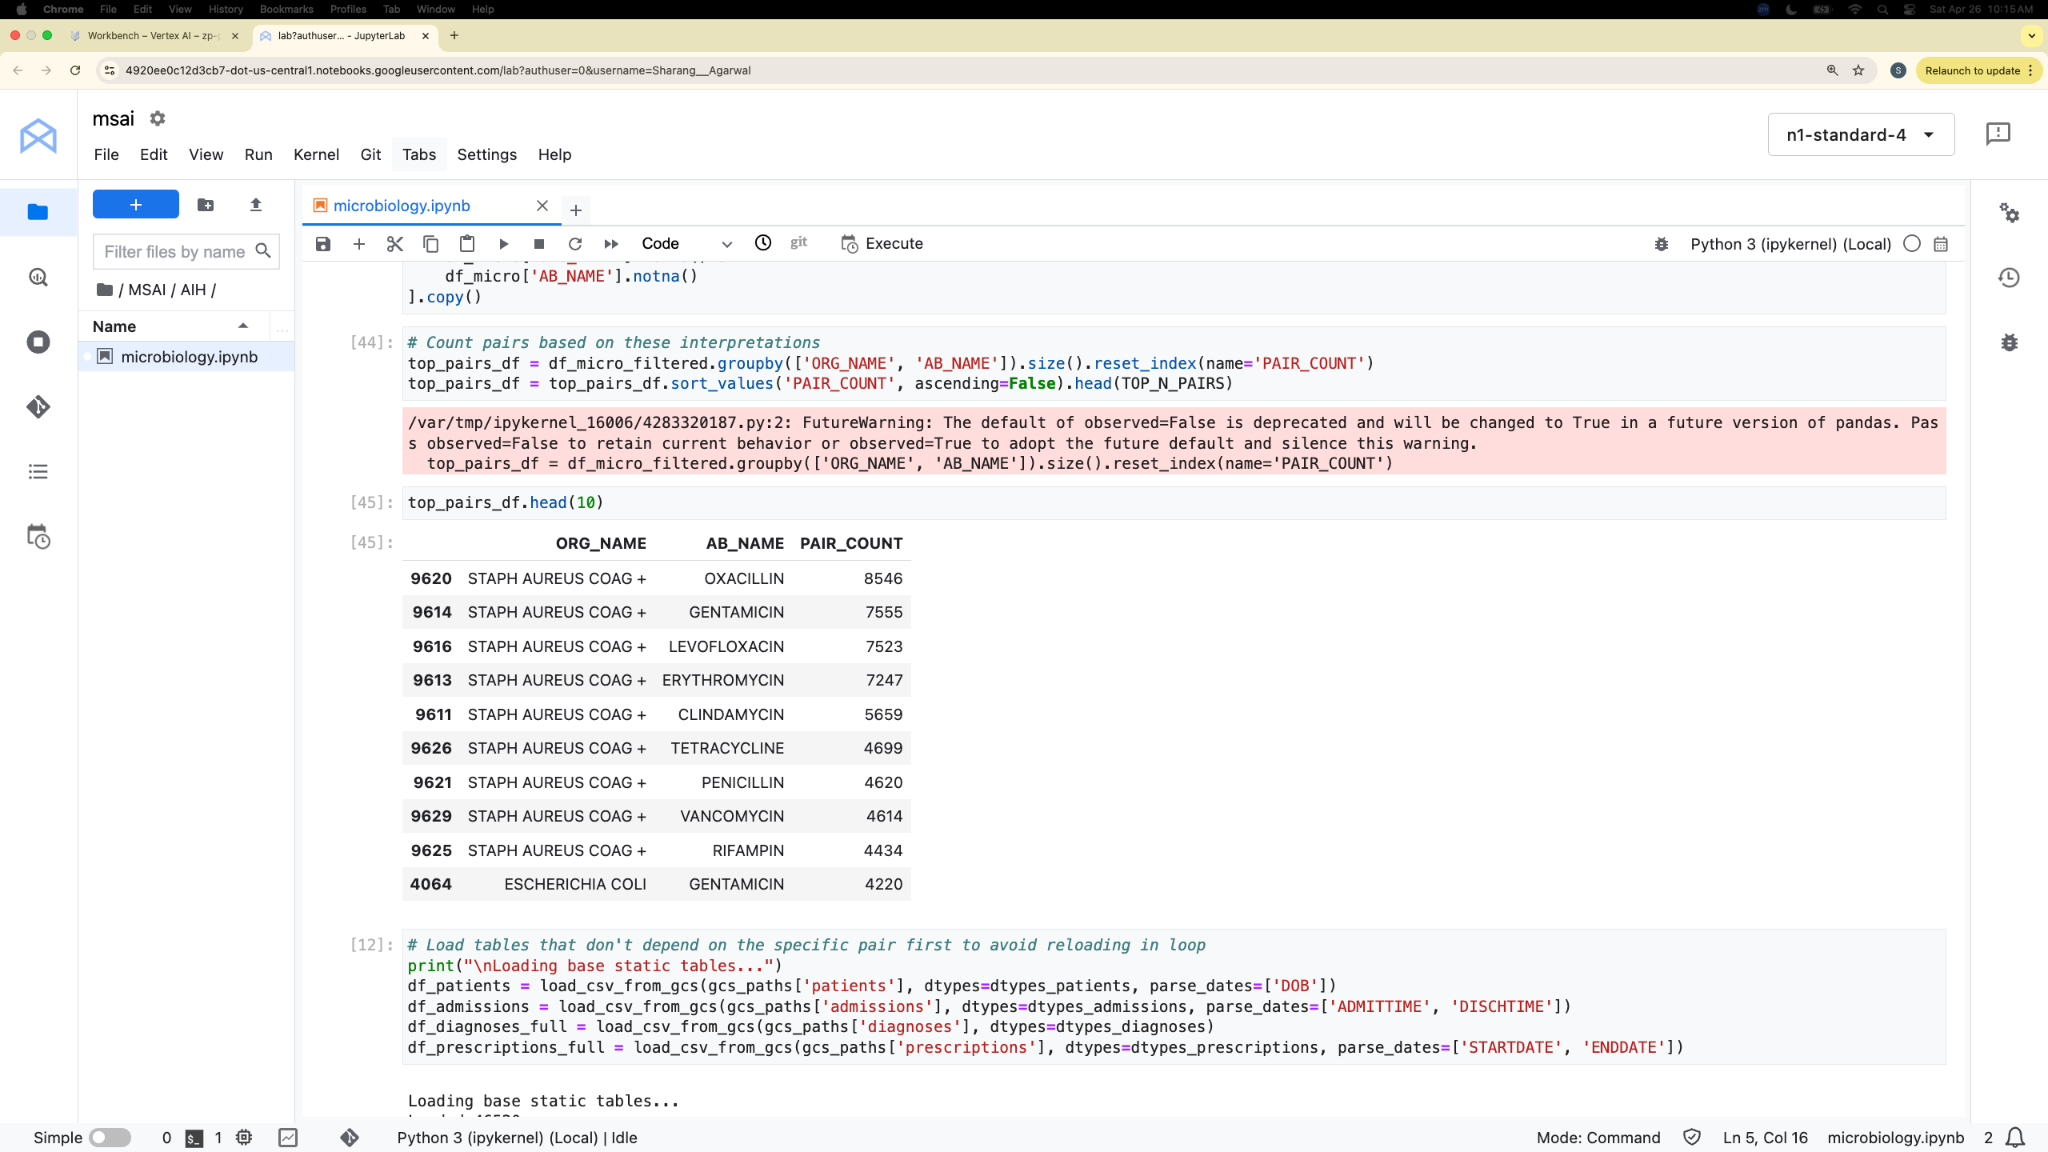 Chrome File Edit View History Bookmarks Profiles Tab Window Help Sat Apr 26 10:15 AM
Workbench – Vertex AI – zp- lab?authuser... - JupyterLab
4920ee0c12d3cb7-dot-us-central1.notebooks.googleusercontent.com/lab?authuser=0&username=Sharang__Agarwal S Relaunch to update
msai
n1-standard-4
File Edit View Run Kernel Git Tabs Settings Help
microbiology.ipynb
Filter files by name
Code git Execute Python 3 (ipykernel) (Local)
/ MSAI / AIH /
Name
microbiology.ipynb
df_micro['AB_NAME'].notna()
].copy()
[44]: # Count pairs based on these interpretations
top_pairs_df = df_micro_filtered.groupby(['ORG_NAME', 'AB_NAME']).size().reset_index(name='PAIR_COUNT')
top_pairs_df = top_pairs_df.sort_values('PAIR_COUNT', ascending=False).head(TOP_N_PAIRS)
/var/tmp/ipykernel_16006/4283320187.py:2: FutureWarning: The default of observed=False is deprecated and will be changed to True in a future version of pandas. Pas
s observed=False to retain current behavior or observed=True to adopt the future default and silence this warning.
top_pairs_df = df_micro_filtered.groupby(['ORG_NAME', 'AB_NAME']).size().reset_index(name='PAIR_COUNT')
[45]: top_pairs_df.head(10)
[45]: ORG_NAME AB_NAME PAIR_COUNT
9620 STAPH AUREUS COAG + OXACILLIN 8546
9614 STAPH AUREUS COAG + GENTAMICIN 7555
9616 STAPH AUREUS COAG + LEVOFLOXACIN 7523
9613 STAPH AUREUS COAG + ERYTHROMYCIN 7247
9611 STAPH AUREUS COAG + CLINDAMYCIN 5659
9626 STAPH AUREUS COAG + TETRACYCLINE 4699
9621 STAPH AUREUS COAG + PENICILLIN 4620
9629 STAPH AUREUS COAG + VANCOMYCIN 4614
9625 STAPH AUREUS COAG + RIFAMPIN 4434
4064 ESCHERICHIA COLI GENTAMICIN 4220
[12]: # Load tables that don't depend on the specific pair first to avoid reloading in loop
print("\nLoading base static tables...")
df_patients = load_csv_from_gcs(gcs_paths['patients'], dtypes=dtypes_patients, parse_dates=['DOB'])
df_admissions = load_csv_from_gcs(gcs_paths['admissions'], dtypes=dtypes_admissions, parse_dates=['ADMITTIME', 'DISCHTIME'])
df_diagnoses_full = load_csv_from_gcs(gcs_paths['diagnoses'], dtypes=dtypes_diagnoses)
df_prescriptions_full = load_csv_from_gcs(gcs_paths['prescriptions'], dtypes=dtypes_prescriptions, parse_dates=['STARTDATE', 'ENDDATE'])
Loading base static tables...
Simple 0 1 Python 3 (ipykernel) (Local) | Idle Mode: Command Ln 5, Col 16 microbiology.ipynb 2